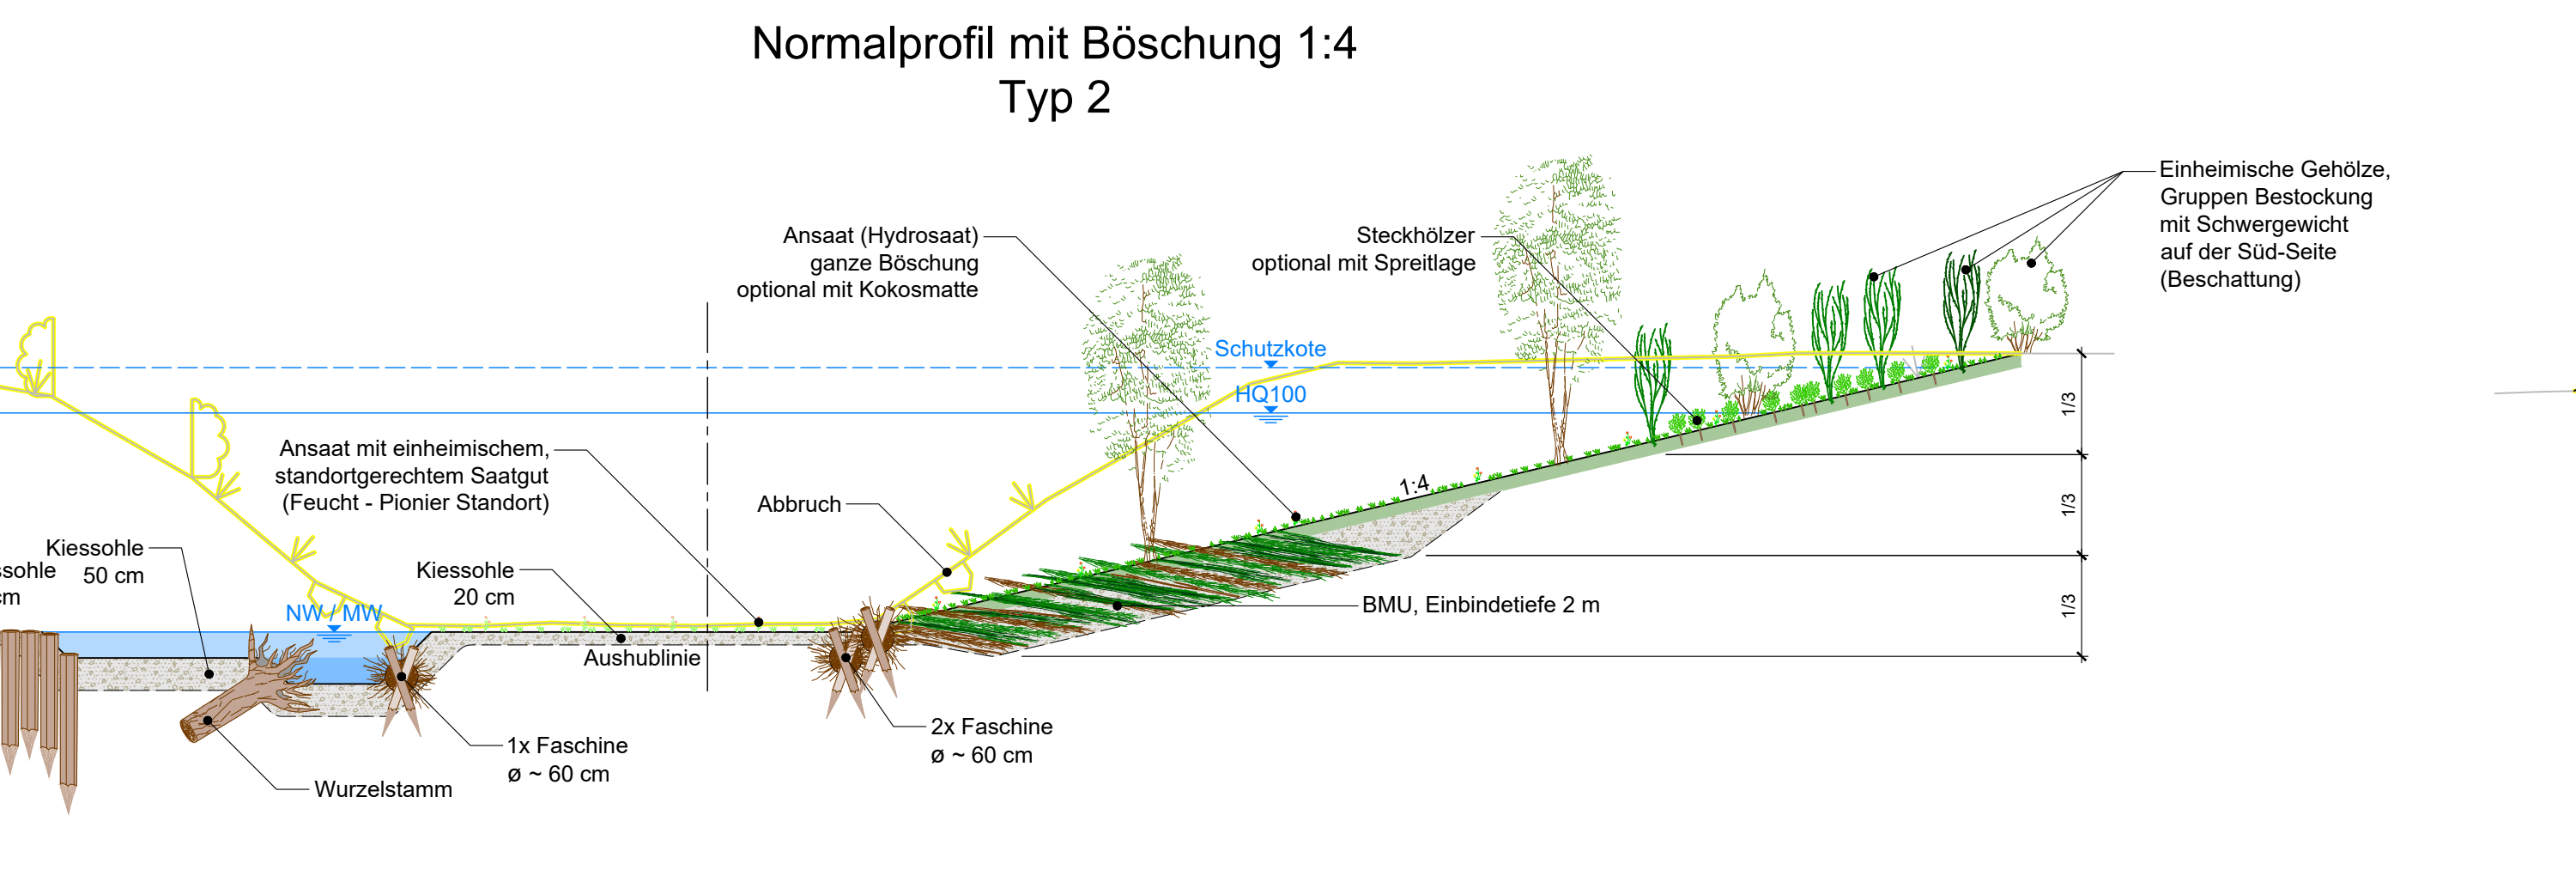 Normalprofil mit Böschung 1:4
Typ 2
Einheimische Gehölze,
Gruppen Bestockung
mit Schwergewicht
auf der Süd-Seite
(Beschattung)
Ansaat (Hydrosaat)
ganze Böschung
optional mit Kokosmatte
Steckhölzer
optional mit Spreitlage
Schutzkote
HQ100
1/3
Ansaat mit einheimischem,
standortgerechtem Saatgut
(Feucht - Pionier Standort)
Abbruch
1:4
1/3
Kiessohle
50 cm
ssohle
cm
Kiessohle
20 cm
NW / MW
BMU, Einbindetiefe 2 m
1/3
Aushublinie
1x Faschine
ø ~ 60 cm
2x Faschine
ø ~ 60 cm
Wurzelstamm